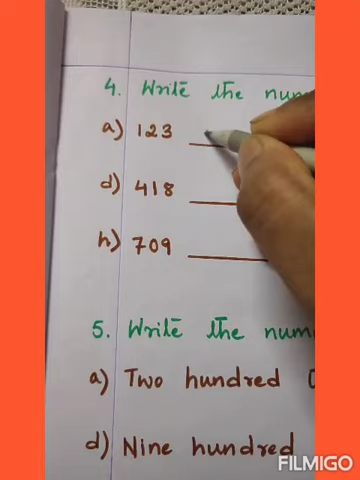 4. Write the num
a) 123
d) 418
h) 709
5. Write the num
a) Two hundred
d) Nine hundred
FILMIGO